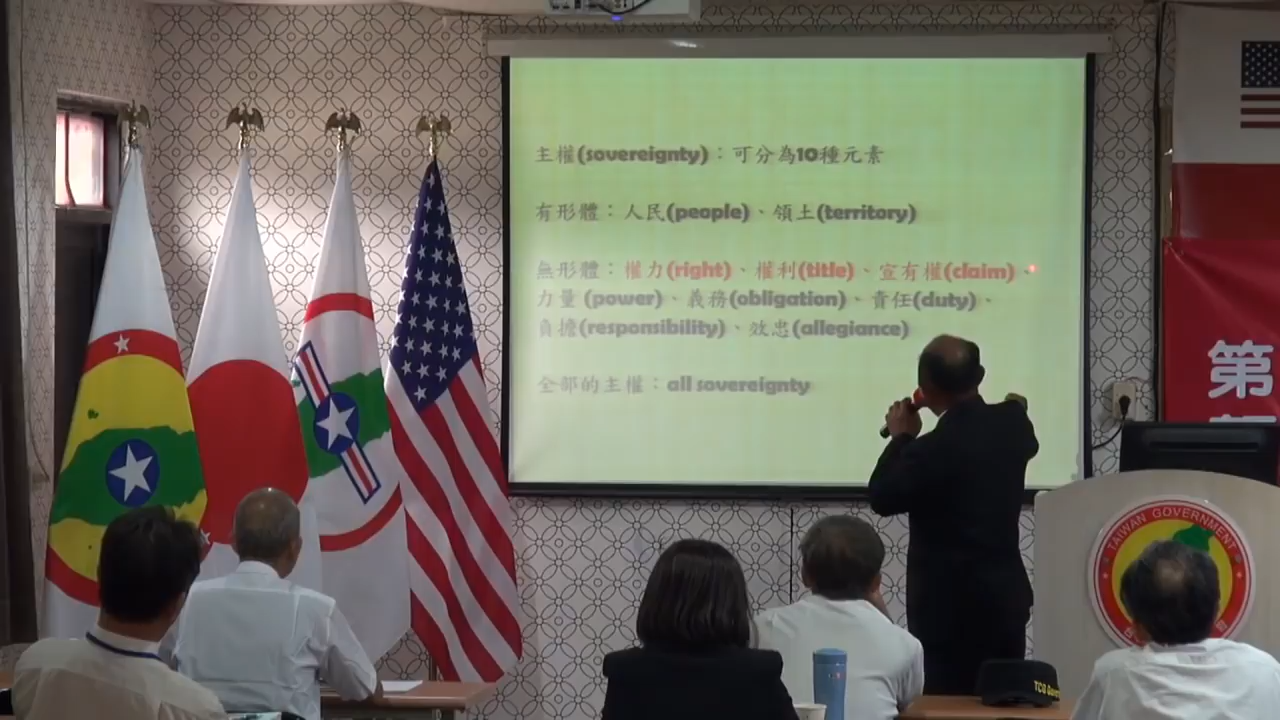 主權(sovereignty)：可分為10種元素
有形體：人民(people)、領土(territory)
無形體：權力(right)、權利(title)、宣有權(claim)、
力量 (power)、義務(obligation)、責任(duty)、
負擔(responsibility)、效忠(allegiance)
全部的主權：all sovereignty
第
TAIWAN GOVERNMENT